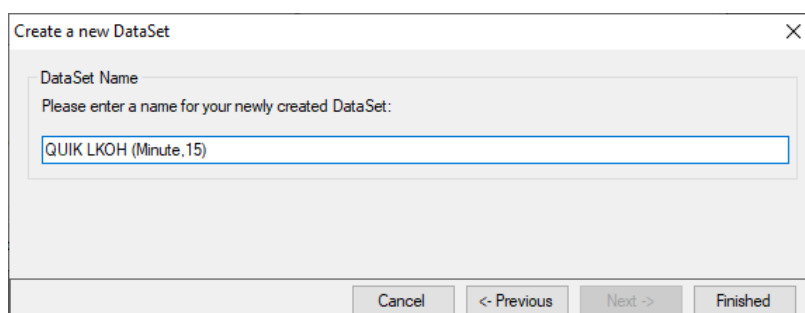 Create a new DataSet
DataSet Name
Please enter a name for your newly created DataSet:
QUIK LKOH (Minute,15)
Cancel
<- Previous
Next ->
Finished